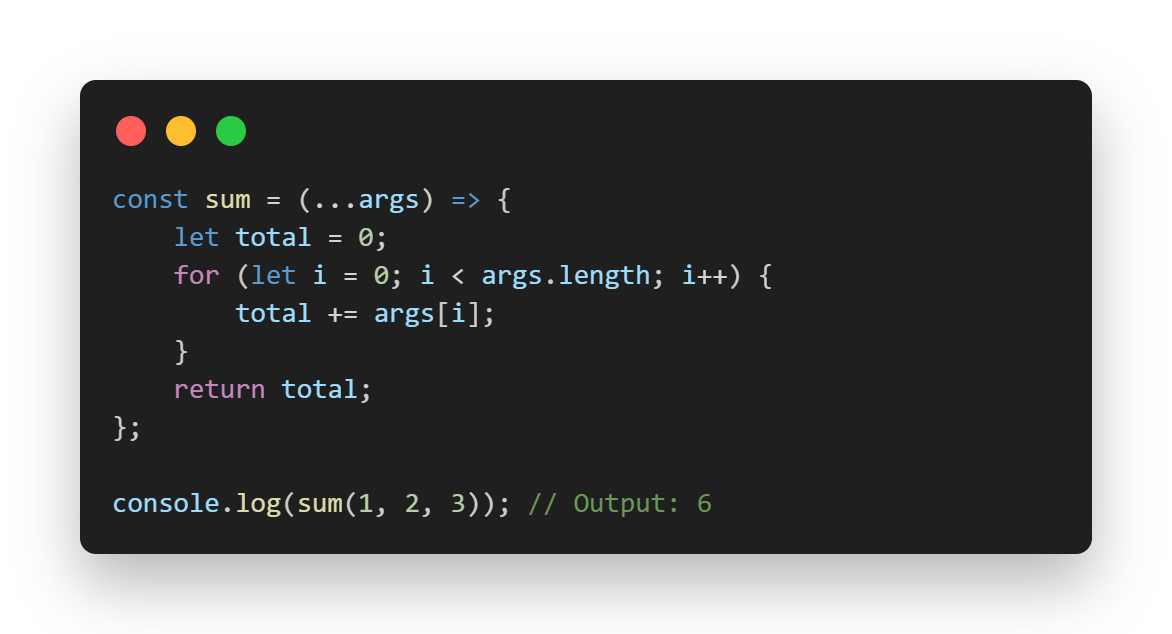 const sum = (...args) => {
    let total = 0;
    for (let i = 0; i < args.length; i++) {
        total += args[i];
    }
    return total;
};

console.log(sum(1, 2, 3)); // Output: 6